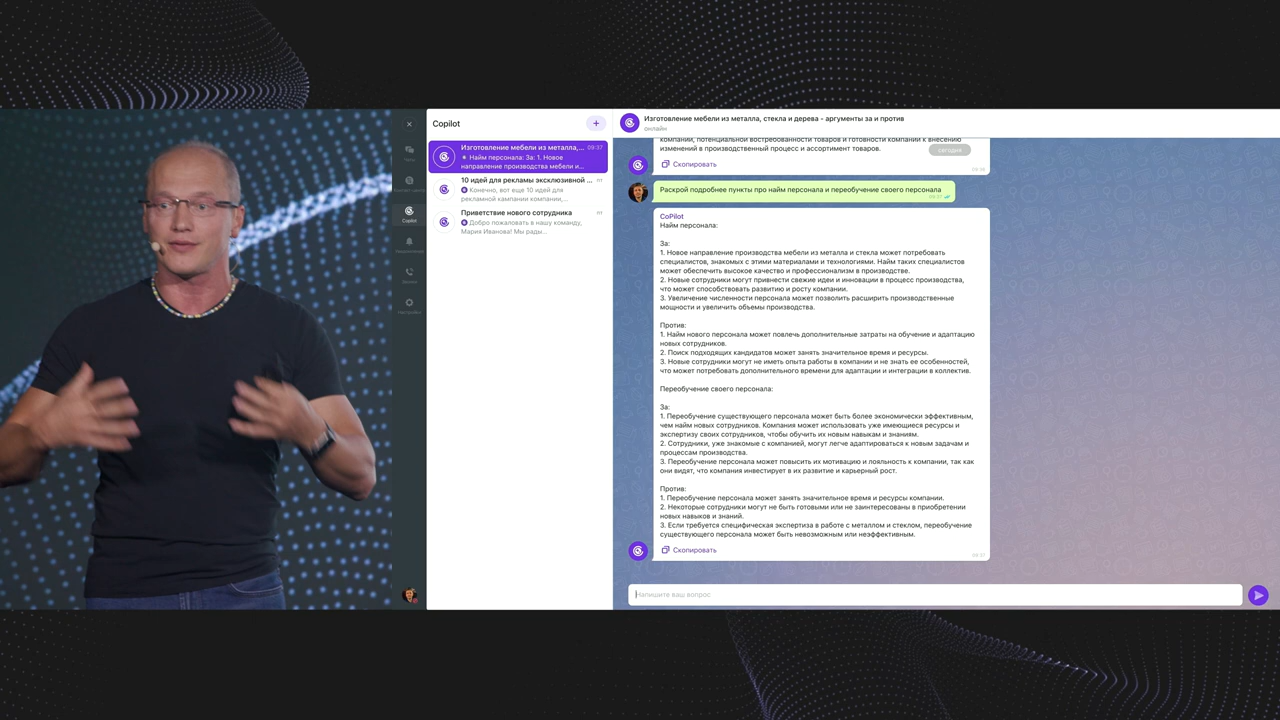 Copilot
+
Изготовление мебели из металла,...
09:37
Найм персонала: За: 1. Новое
направление производства мебели и...
10 идей для рекламы эксклюзивной ...
Конечно, вот еще 10 идей для
рекламной кампании компании,...
Приветствие нового сотрудника
Добро пожаловать в нашу команду,
Мария Иванова! Мы рады...
Copilot
Изготовление мебели из металла, стекла и дерева - аргументы за и против
онлайн
компании, потенциальной востребованности товаров и готовности компании к внесению
изменений в производственный процесс и ассортимент товаров.
сегодня
Скопировать
Раскрой подробнее пункты про найм персонала и переобучение своего персонала
09:37
CoPilot
Найм персонала:
За:
1. Новое направление производства мебели из металла и стекла может потребовать
специалистов, знакомых с этими материалами и технологиями. Найм таких специалистов
может обеспечить высокое качество и профессионализм в производстве.
2. Новые сотрудники могут привнести свежие идеи и инновации в процесс производства,
что может способствовать развитию и росту компании.
3. Увеличение численности персонала может позволить расширить производственные
мощности и увеличить объемы производства.
Против:
1. Найм нового персонала может повлечь дополнительные затраты на обучение и адаптацию
новых сотрудников.
2. Поиск подходящих кандидатов может занять значительное время и ресурсы.
3. Новые сотрудники могут не иметь опыта работы в компании и не знать ее особенностей,
что может потребовать дополнительного времени для адаптации и интеграции в коллектив.
Переобучение своего персонала:
За:
1. Переобучение существующего персонала может быть более экономически эффективным,
чем найм новых сотрудников. Компания может использовать уже имеющиеся ресурсы и
экспертизу своих сотрудников, чтобы обучить их новым навыкам и знаниям.
2. Сотрудники, уже знакомые с компанией, могут легче адаптироваться к новым задачам и
процессам производства.
3. Переобучение персонала может повысить их мотивацию и лояльность к компании, так как
они видят, что компания инвестирует в их развитие и карьерный рост.
Против:
1. Переобучение персонала может занять значительное время и ресурсы компании.
2. Некоторые сотрудники могут не быть готовыми или не заинтересованы в приобретении
новых навыков и знаний.
3. Если требуется специфическая экспертиза в работе с металлом и стеклом, переобучение
существующего персонала может быть невозможным или неэффективным.
Скопировать
09:37
Напишите ваш вопрос